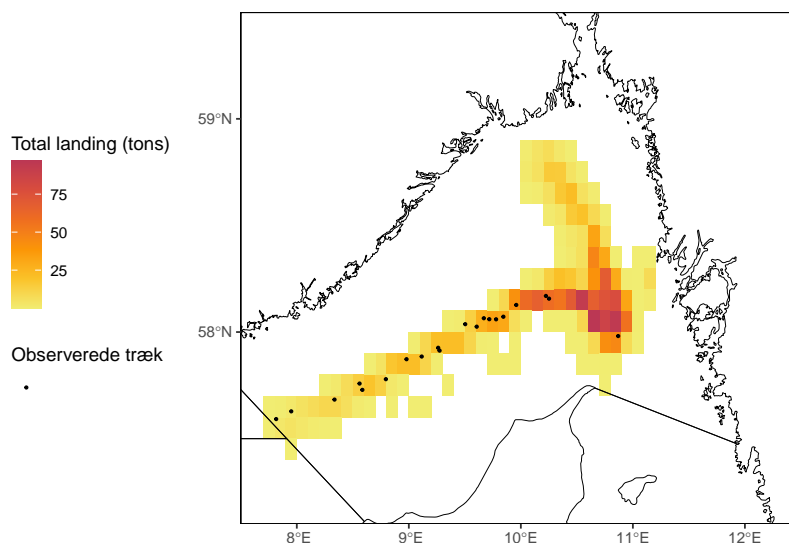 Total landing (tons)
75
50
25
Observerede træk
59°N
58°N
8°E
9°E
10°E
11°E
12°E